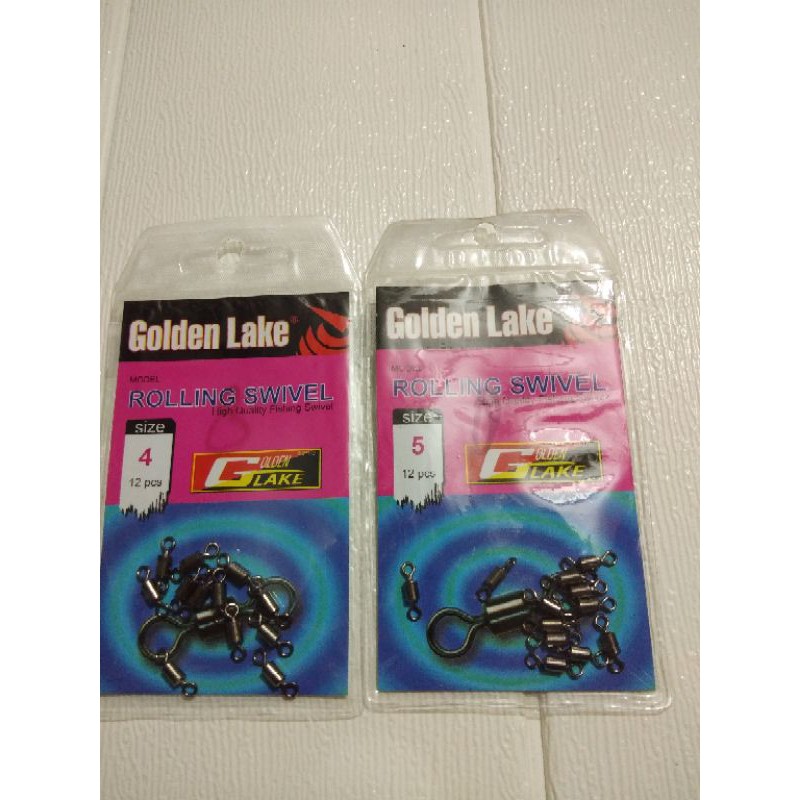 Golden Lake®
MODEL
ROLLING SWIVEL
High Quality Fishing Swivel
size
4
12 pcs
GOLDEN
LAKE
Golden Lake
MODEL
ROLLING SWIVEL
size
5
12 pcs
GOLDEN
LAKE